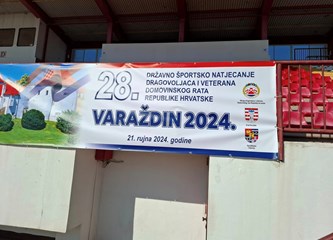 28.
DRŽAVNO ŠPORTSKO NATJECANJE
DRAGOVOLJACA I VETERANA
DOMOVINSKOG RATA
REPUBLIKE HRVATSKE
VARAŽDIN 2024.
21. rujna 2024. godine